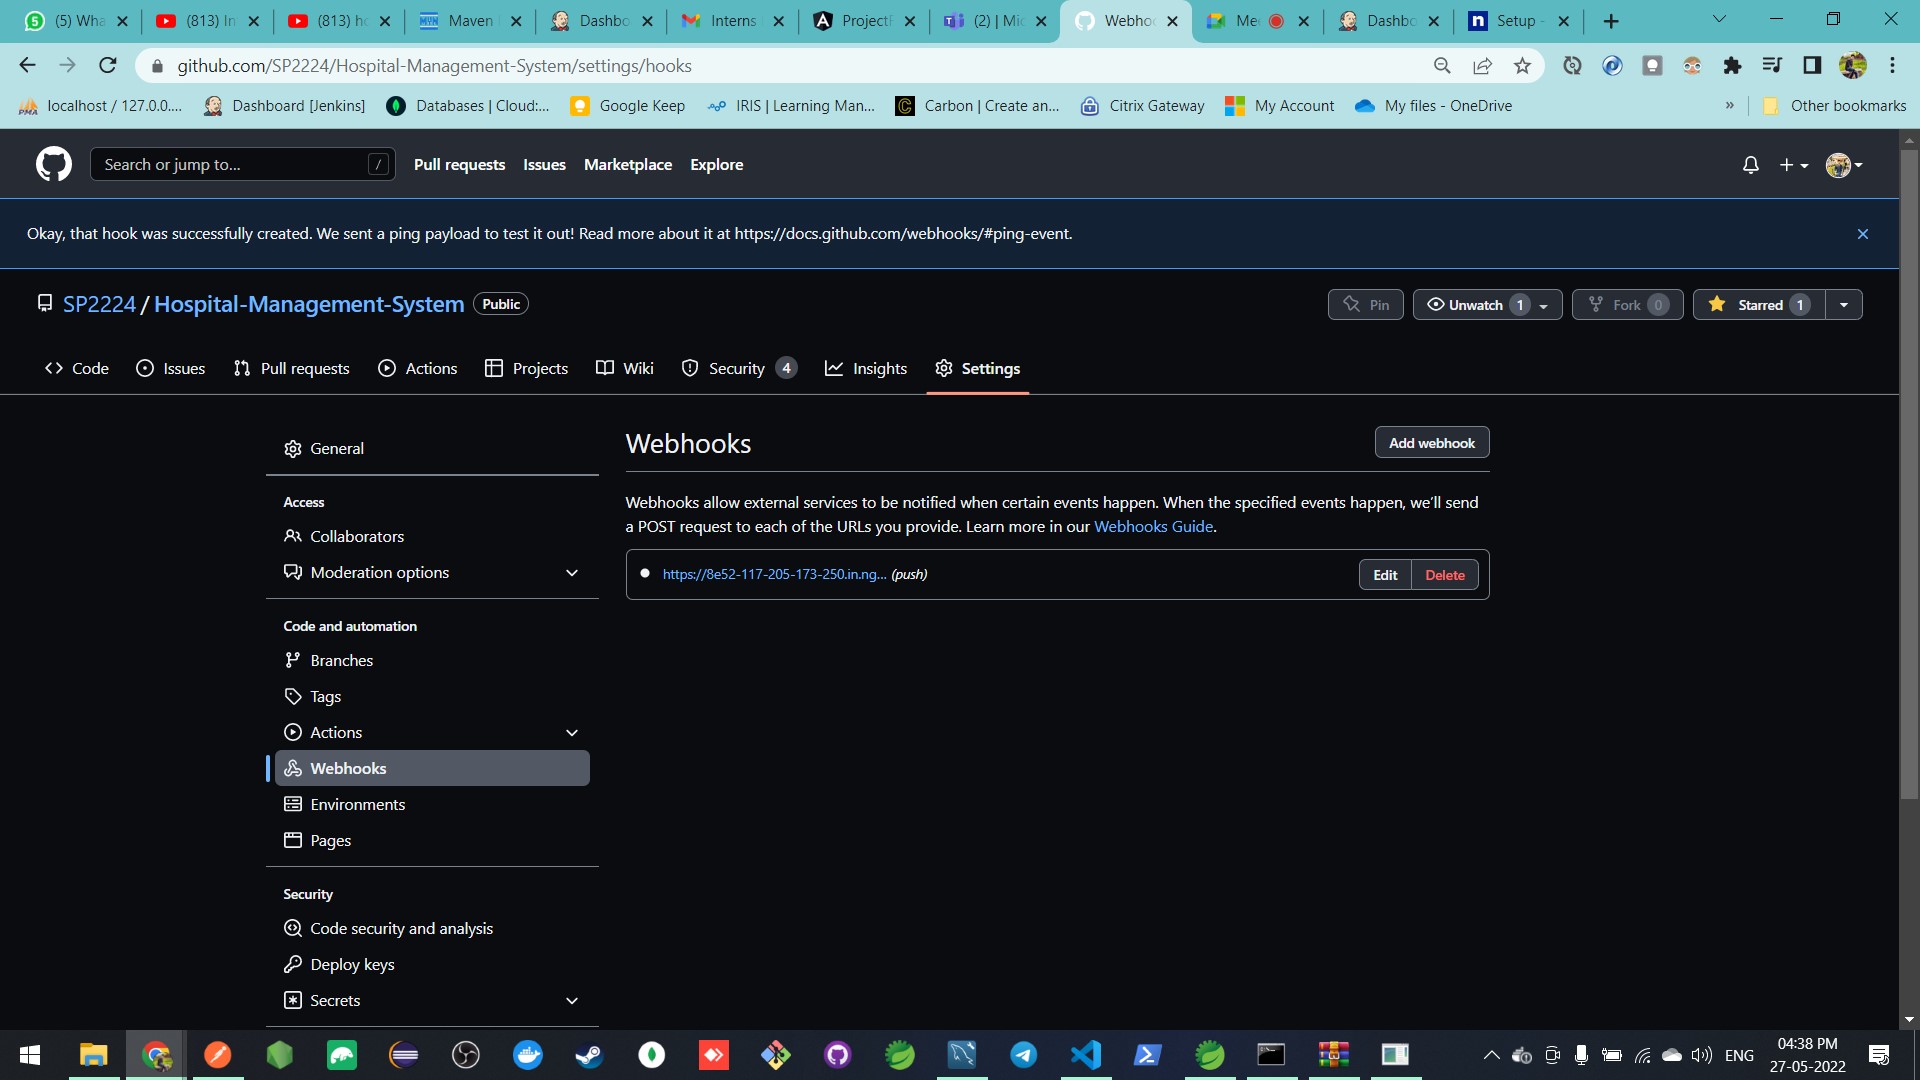 (5) Wha
(813) In
(813) ho
Maven
Dashbo
Interns
ProjectF
(2) | Mic
Webhoo
Mee
Dashbo
Setup -
github.com/SP2224/Hospital-Management-System/settings/hooks
localhost / 127.0.0....
Dashboard [Jenkins]
Databases | Cloud:...
Google Keep
IRIS | Learning Man...
Carbon | Create an...
Citrix Gateway
My Account
My files - OneDrive
»
Other bookmarks
Search or jump to... /
Pull requests Issues Marketplace Explore
Okay, that hook was successfully created. We sent a ping payload to test it out! Read more about it at https://docs.github.com/webhooks/#ping-event.
SP2224 / Hospital-Management-System Public
Pin
Unwatch 1
Fork 0
Starred 1
Code
Issues
Pull requests
Actions
Projects
Wiki
Security 4
Insights
Settings
General
Access
Collaborators
Moderation options
Code and automation
Branches
Tags
Actions
Webhooks
Environments
Pages
Security
Code security and analysis
Deploy keys
Secrets
Webhooks
Add webhook
Webhooks allow external services to be notified when certain events happen. When the specified events happen, we’ll send
a POST request to each of the URLs you provide. Learn more in our Webhooks Guide.
https://8e52-117-205-173-250.in.ng... (push)
Edit
Delete
ENG
04:38 PM
27-05-2022